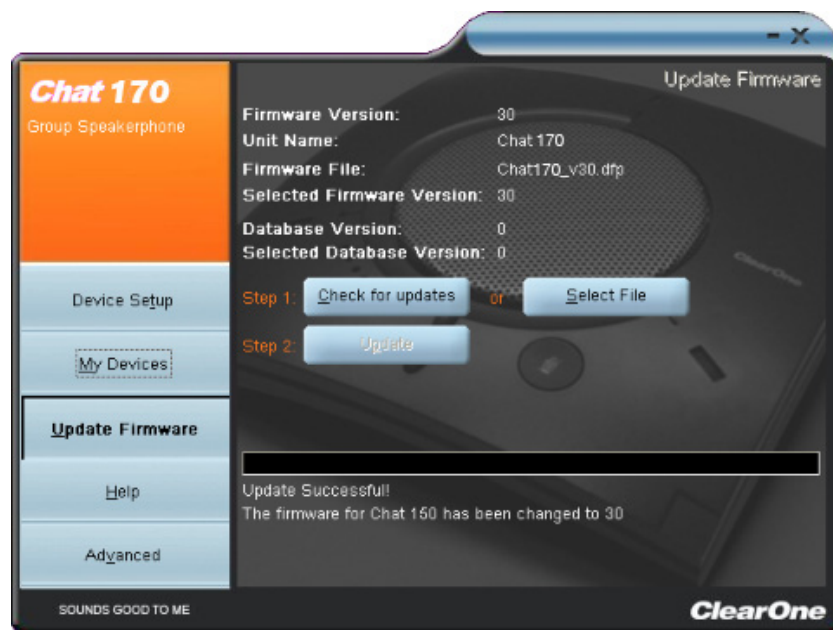 Chat 170
Group Speakerphone
Update Firmware
Firmware Version: 30
Unit Name: Chat 170
Firmware File: Chat170_v30.dfp
Selected Firmware Version: 30
Database Version: 0
Selected Database Version: 0
Step 1: Check for updates or Select File
Step 2: Update
Device Setup
My Devices
Update Firmware
Help
Advanced
Update Successful!
The firmware for Chat 150 has been changed to 30
SOUNDS GOOD TO ME
ClearOne
ClearOne